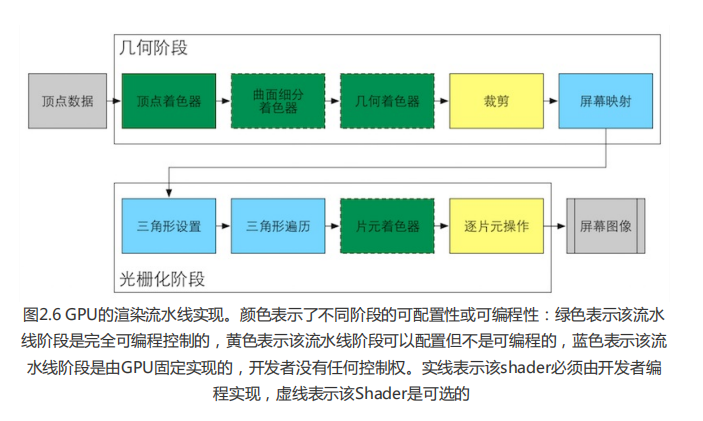 几何阶段
顶点数据
顶点着色器
曲面细分
着色器
几何着色器
裁剪
屏幕映射
三角形设置
三角形遍历
片元着色器
逐片元操作
屏幕图像
光栅化阶段
图2.6 GPU的渲染流水线实现。颜色表示了不同阶段的可配置性或可编程性：绿色表示该流水
线阶段是完全可编程控制的，黄色表示该流水线阶段可以配置但不是可编程的，蓝色表示该流
水线阶段是由GPU固定实现的，开发者没有任何控制权。实线表示该shader必须由开发者编
程实现，虚线表示该Shader是可选的